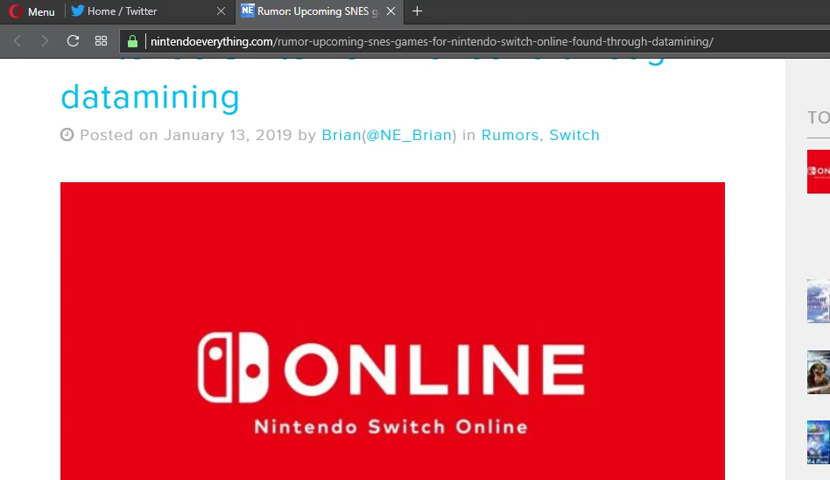 Menu
Home / Twitter
Rumor: Upcoming SNES g
nintendoeverything.com/rumor-upcoming-snes-games-for-nintendo-switch-online-found-through-datamining/
datamining
Posted on January 13, 2019 by Brian(@NE_Brian) in Rumors, Switch
TO
ONLINE
Nintendo Switch Online